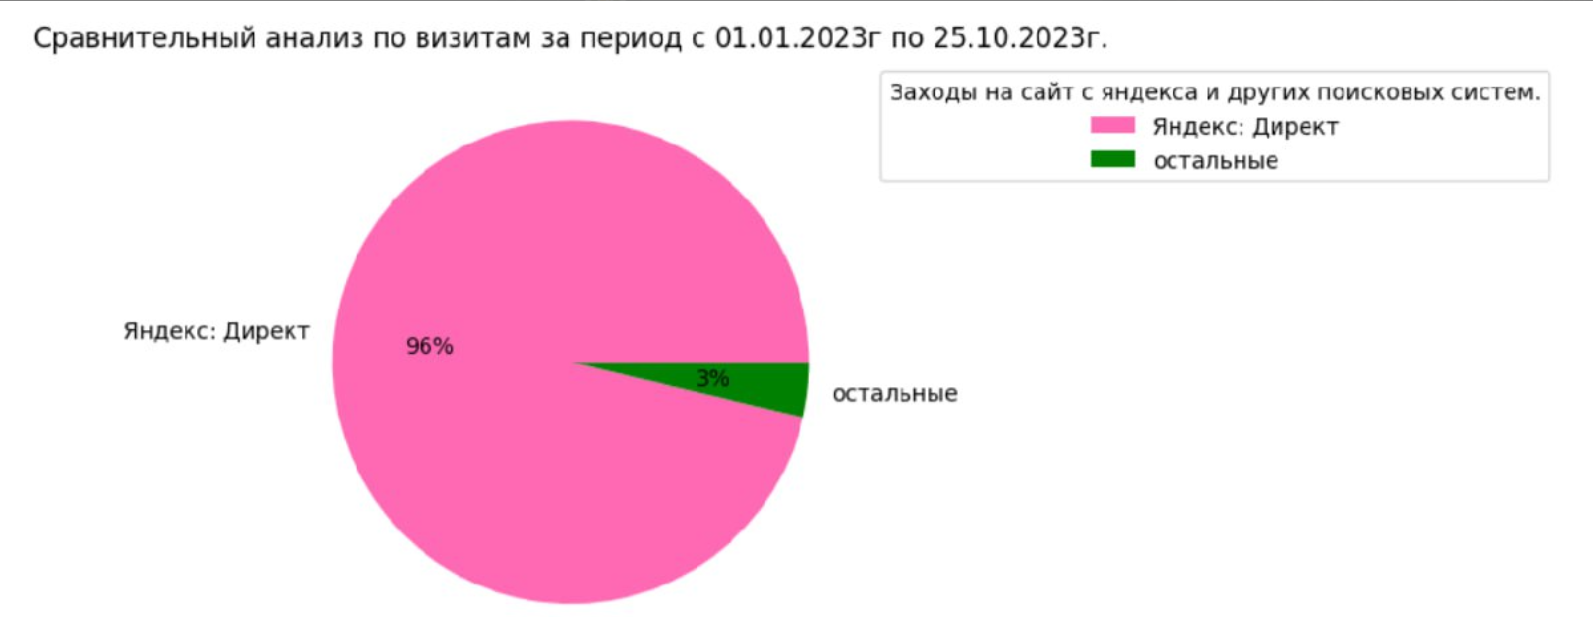 Сравнительный анализ по визитам за период с 01.01.2023г по 25.10.2023г.
Заходы на сайт с яндекса и других поисковых систем.
Яндекс: Директ
остальные
Яндекс: Директ
96%
3%
остальные